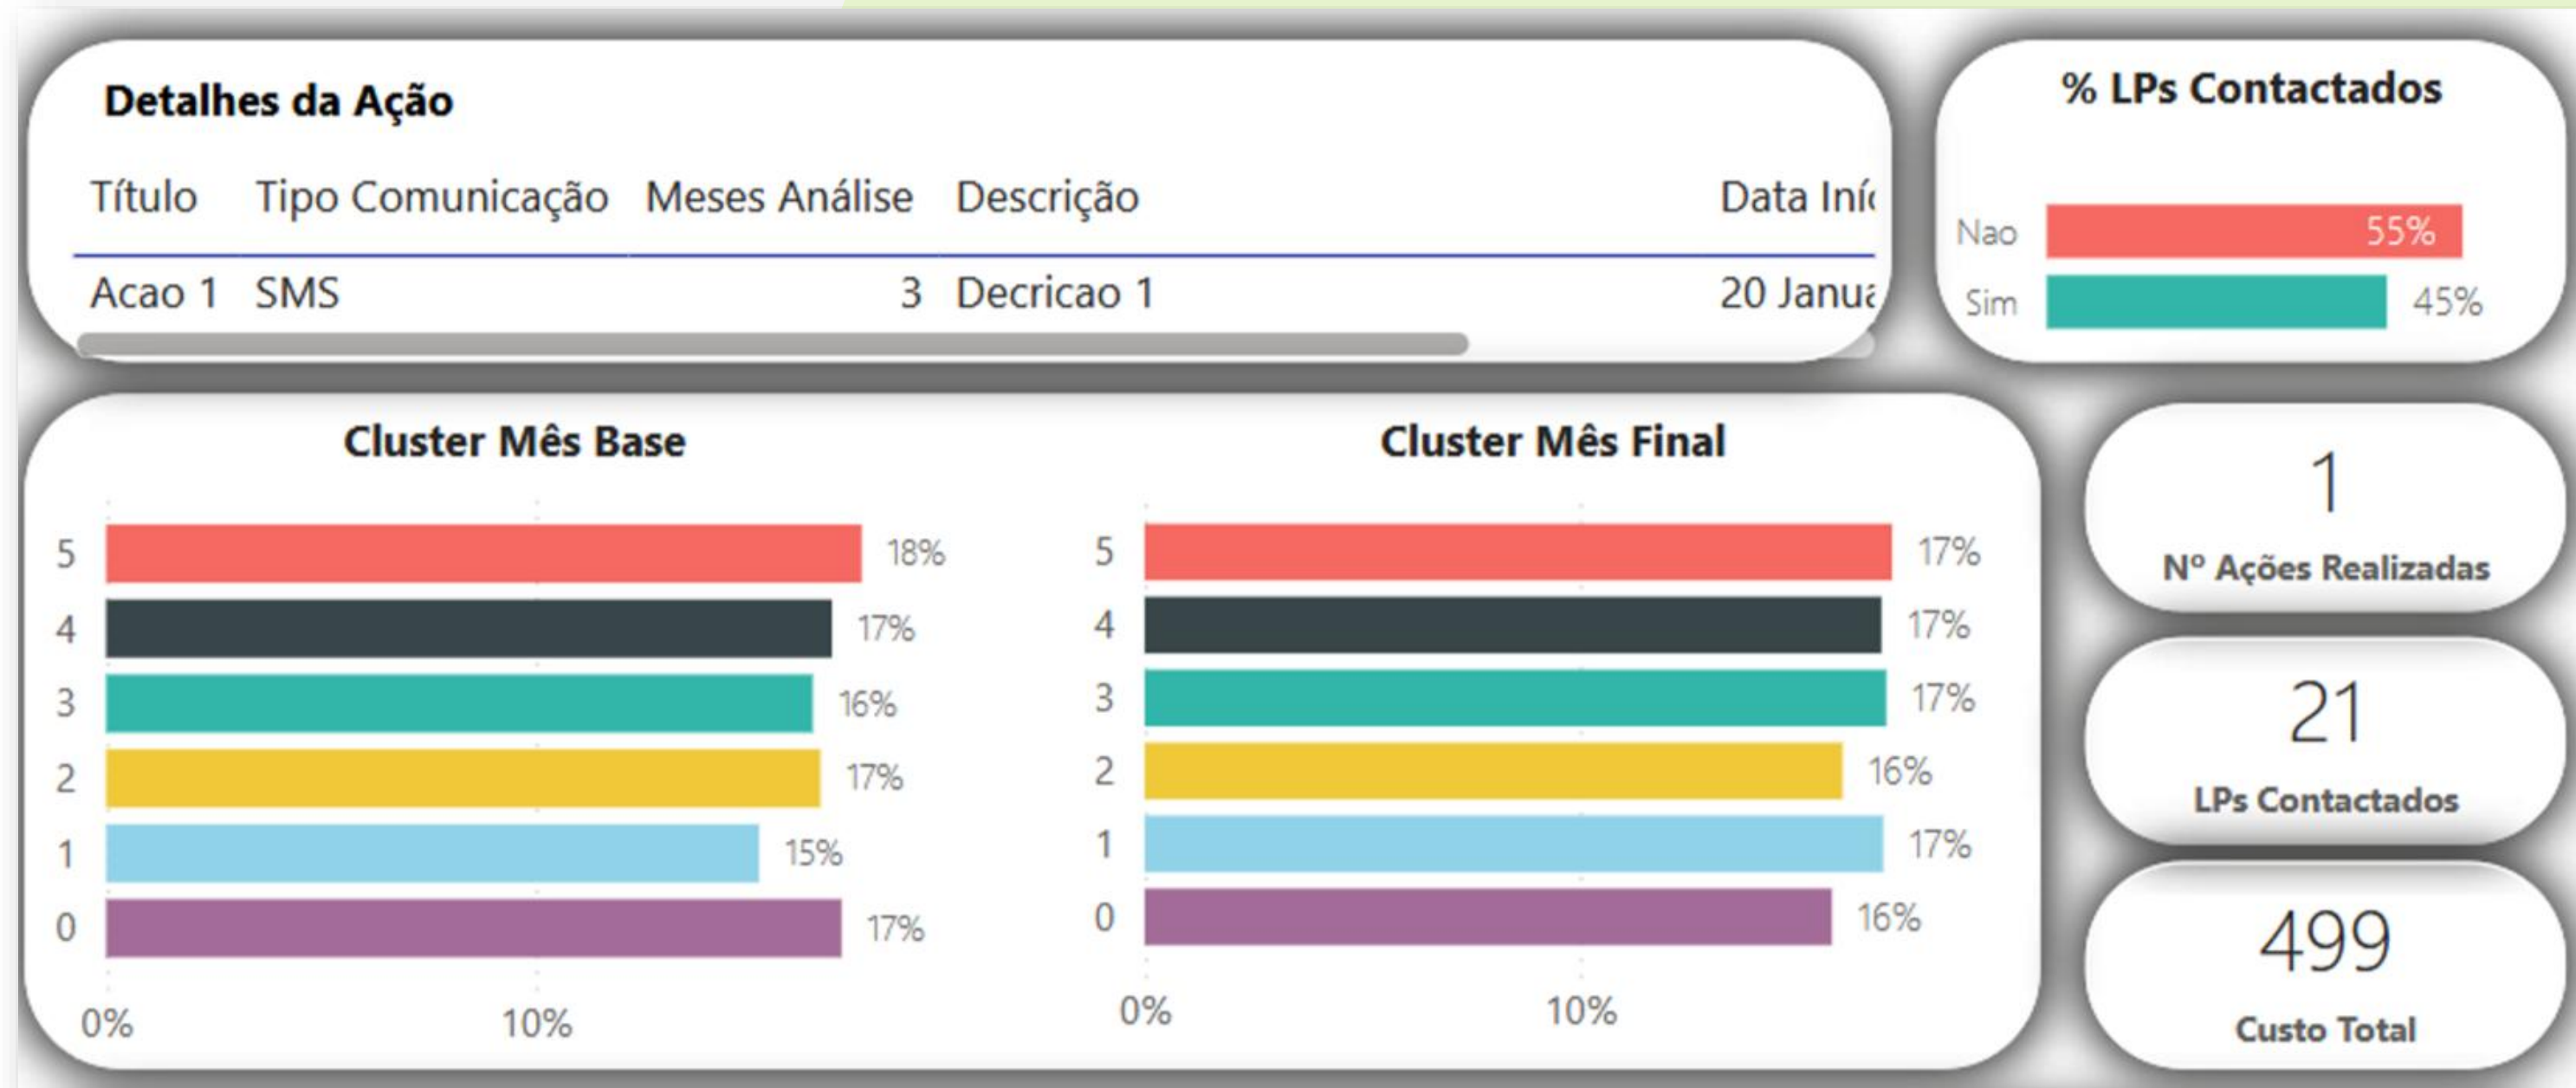 Detalhes da Ação
Título Tipo Comunicação Meses Análise Descrição Data Iníc
Acao 1 SMS 3 Decricao 1 20 Janua
% LPs Contactados
Nao 55%
Sim 45%
Cluster Mês Base
5 18%
4 17%
3 16%
2 17%
1 15%
0 17%
0% 10%
Cluster Mês Final
5 17%
4 17%
3 17%
2 16%
1 17%
0 16%
0% 10%
1
Nº Ações Realizadas
21
LPs Contactados
499
Custo Total